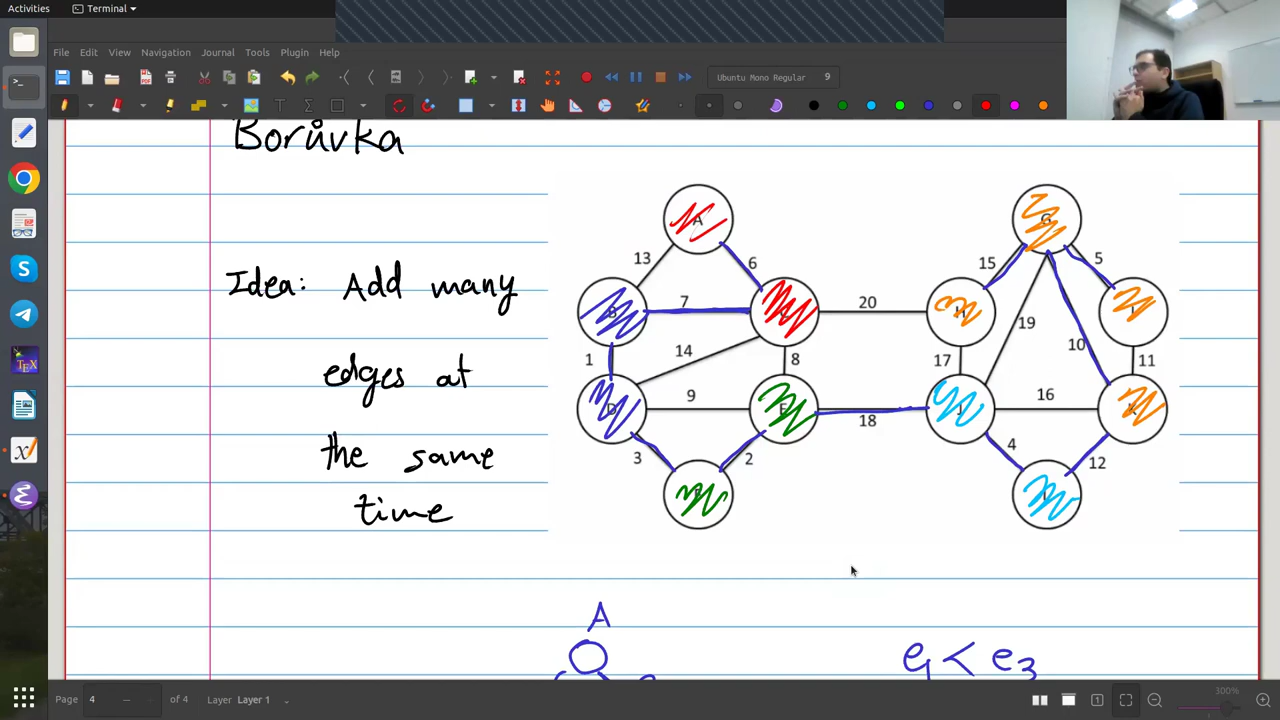 Activities
Terminal
File Edit View Navigation Journal Tools Plugin Help
Ubuntu Mono Regular 9
Borůvka
Idea: Add many
edges at
the same
time
A
G
13
6
15
5
B
7
20
19
1
14
8
17
10
11
D
9
E
18
J
16
K
3
2
4
12
A
e₁ < e₃
Page 4 of 4 Layer Layer 1
300%